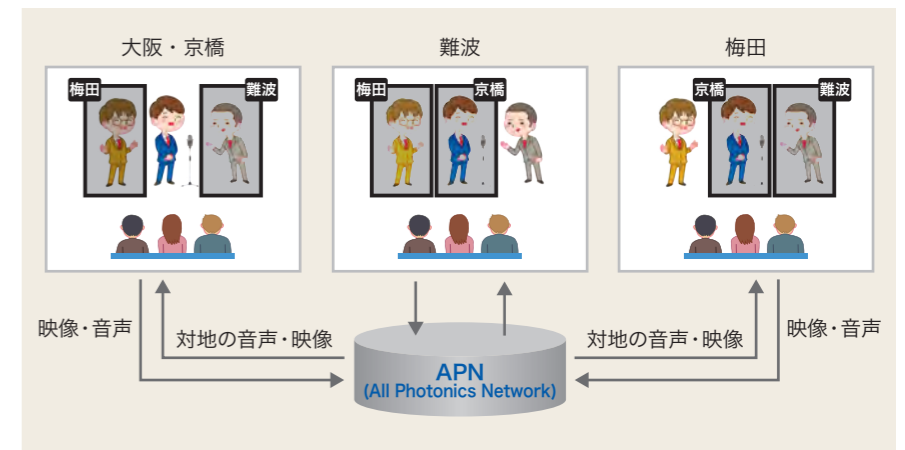 大阪・京橋
難波
梅田
梅田
難波
梅田
京橋
京橋
難波
映像・音声
対地の音声・映像
対地の音声・映像
映像・音声
APN
(All Photonics Network)